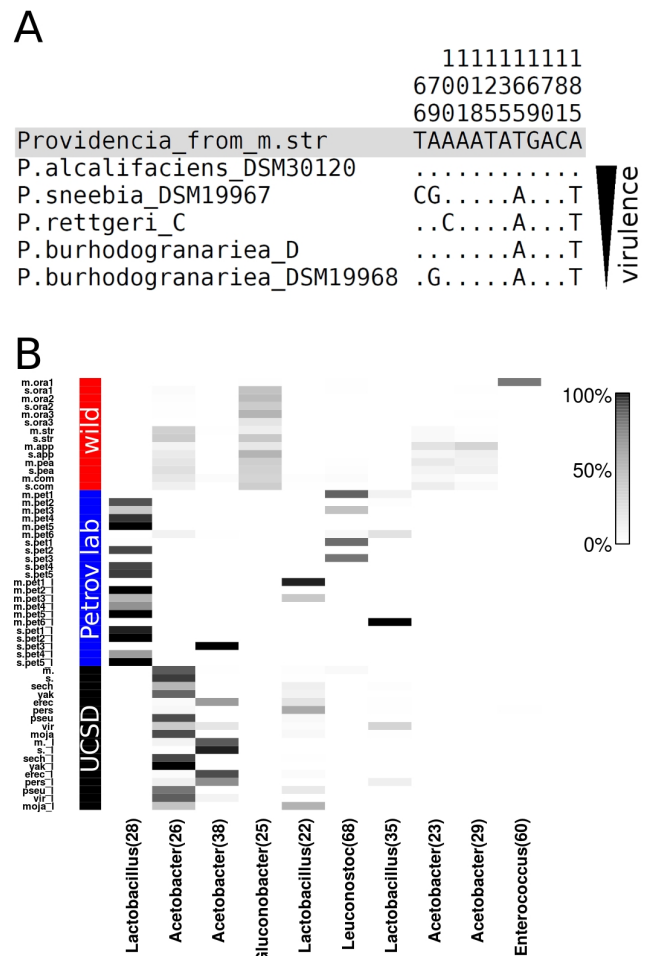 A
1111111111
670012366788
690185559015
Providencia_from_m.str TAAAATATGACA
P.alcalifaciens_DSM30120 ............
P.sneebia_DSM19967 CG.....A...T
P.rettgeri_C ..C....A...T
P.burhodogranariea_D .......A...T
P.burhodogranariea_DSM19968 .G.....A...T
virulence
B
m.ora1
s.ora1
m.ora2
s.ora2
m.ora3
s.ora3
m.str
s.str
m.app
s.app
m.pea
s.pea
m.com
s.com
m.pet1
m.pet2
m.pet3
m.pet4
m.pet5
m.pet6
s.pet1
s.pet2
s.pet3
s.pet4
s.pet5
m.pet1_l
m.pet2_l
m.pet3_l
m.pet4_l
m.pet5_l
m.pet6_l
s.pet1_l
s.pet2_l
s.pet3_l
s.pet4_l
s.pet5_l
m.
s.
sech
yak
erec
pers
pseu
vir
moja
m._l
s._l
sech_l
yak_l
erec_l
pers_l
pseu_l
vir_l
moja_l
wild
Petrov lab
UCSD
100%
50%
0%
Lactobacillus(28)
Acetobacter(26)
Acetobacter(38)
Gluconobacter(25)
Lactobacillus(22)
Leuconostoc(68)
Lactobacillus(35)
Acetobacter(23)
Acetobacter(29)
Enterococcus(60)